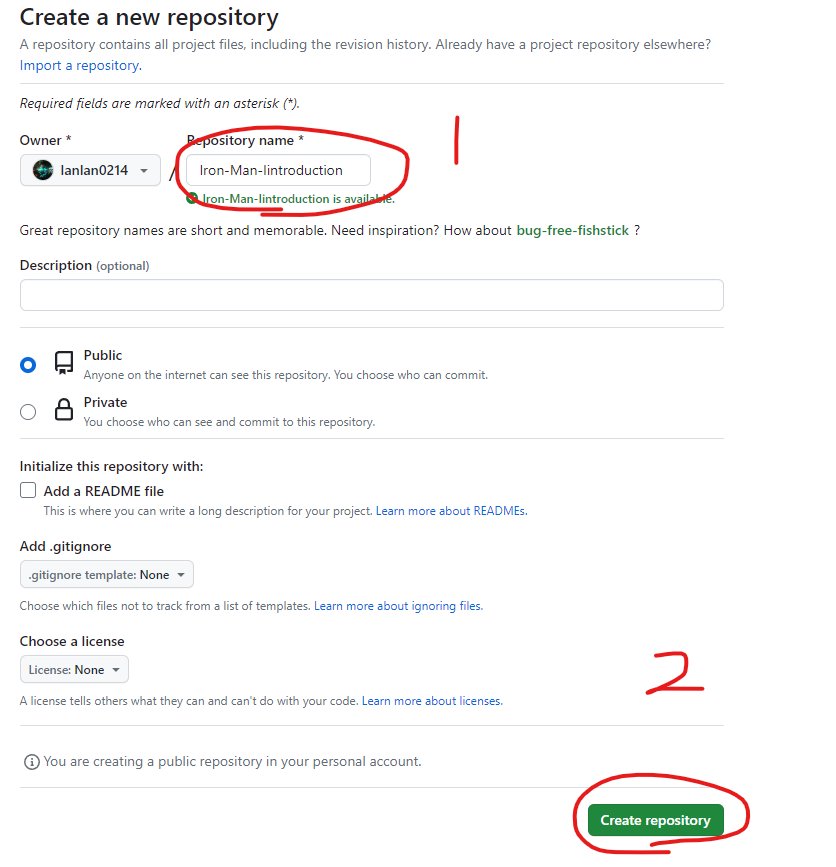 Create a new repository
A repository contains all project files, including the revision history. Already have a project repository elsewhere?
Import a repository.
Required fields are marked with an asterisk (*).
1
Owner *
Repository name *
lanlan0214
/
Iron-Man-Iintroduction
Iron-Man-Iintroduction is available.
Great repository names are short and memorable. Need inspiration? How about bug-free-fishstick ?
Description (optional)
Public
Anyone on the internet can see this repository. You choose who can commit.
Private
You choose who can see and commit to this repository.
Initialize this repository with:
Add a README file
This is where you can write a long description for your project. Learn more about READMEs.
Add .gitignore
.gitignore template: None
Choose which files not to track from a list of templates. Learn more about ignoring files.
Choose a license
License: None
2
A license tells others what they can and can't do with your code. Learn more about licenses.
You are creating a public repository in your personal account.
Create repository